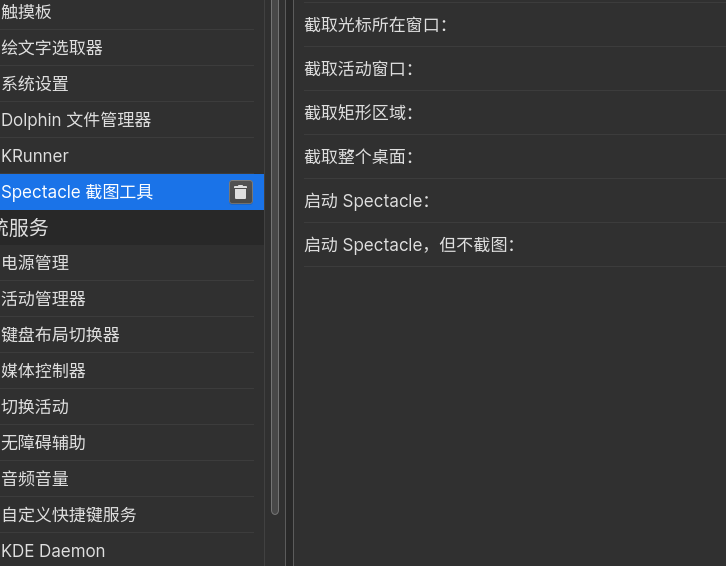 触摸板
绘文字选取器
系统设置
Dolphin 文件管理器
KRunner
Spectacle 截图工具
统服务
电源管理
活动管理器
键盘布局切换器
媒体控制器
切换活动
无障碍辅助
音频音量
自定义快捷键服务
KDE Daemon
截取光标所在窗口：
截取活动窗口：
截取矩形区域：
截取整个桌面：
启动 Spectacle：
启动 Spectacle，但不截图：